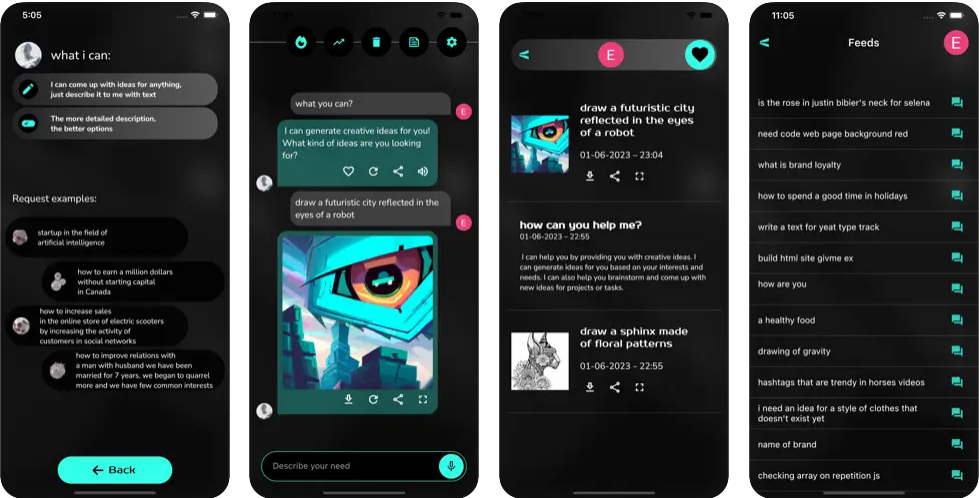 5:05
what i can:
I can come up with ideas for anything,
just describe it to me with text
The more detailed description,
the better options
Request examples:
startup in the field of
artificial intelligence
how to earn a million dollars
without starting capital
in Canada
how to increase sales
in the online store of electric scooters
by increasing the activity of
customers in social networks
how to improve relations with
a man with husband we have been
married for 7 years, we began to quarrel
more and we have few common interests
Back
11:05
what you can?
E
I can generate creative ideas for you!
What kind of ideas are you looking
for?
draw a futuristic city reflected in the
eyes of a robot
E
Describe your need
11:05
E
draw a futuristic city
reflected in the eyes
of a robot
01-06-2023 – 23:04
how can you help me?
01-06-2023 – 22:55
I can help you by providing you with creative ideas. I
can generate ideas for you based on your interests and
needs. I can also help you brainstorm and come up with
new ideas for projects or tasks.
draw a sphinx made
of floral patterns
01-06-2023 – 22:55
11:05
Feeds
E
is the rose in justin bibier's neck for selena
need code web page background red
what is brand loyalty
how to spend a good time in holidays
write a text for yeat type track
build html site givme ex
how are you
a healthy food
drawing of gravity
hashtags that are trendy in horses videos
i need an idea for a style of clothes that
doesn't exist yet
name of brand
checking array on repetition js